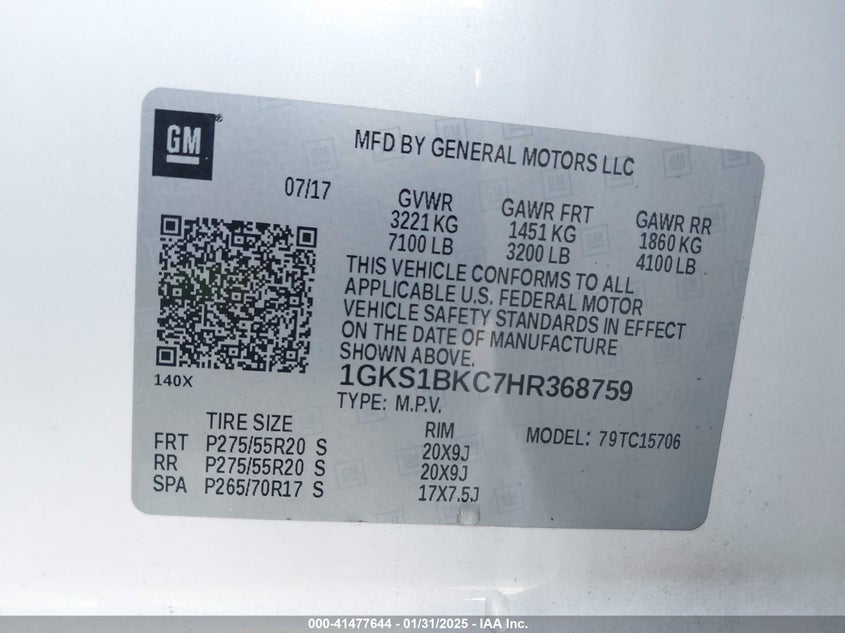 GM ®
MFD BY GENERAL MOTORS LLC
07/17
GVWR GAWR FRT GAWR RR
3221 KG 1451 KG 1860 KG
7100 LB 3200 LB 4100 LB
THIS VEHICLE CONFORMS TO ALL
APPLICABLE U.S. FEDERAL MOTOR
VEHICLE SAFETY STANDARDS IN EFFECT
ON THE DATE OF MANUFACTURE
SHOWN ABOVE.
140X
1GKS1BKC7HR368759
TYPE: M.P.V.
TIRE SIZE RIM MODEL: 79TC15706
FRT P275/55R20 S 20X9J
RR P275/55R20 S 20X9J
SPA P265/70R17 S 17X7.5J
000-41477644 - 01/31/2025 - IAA Inc.